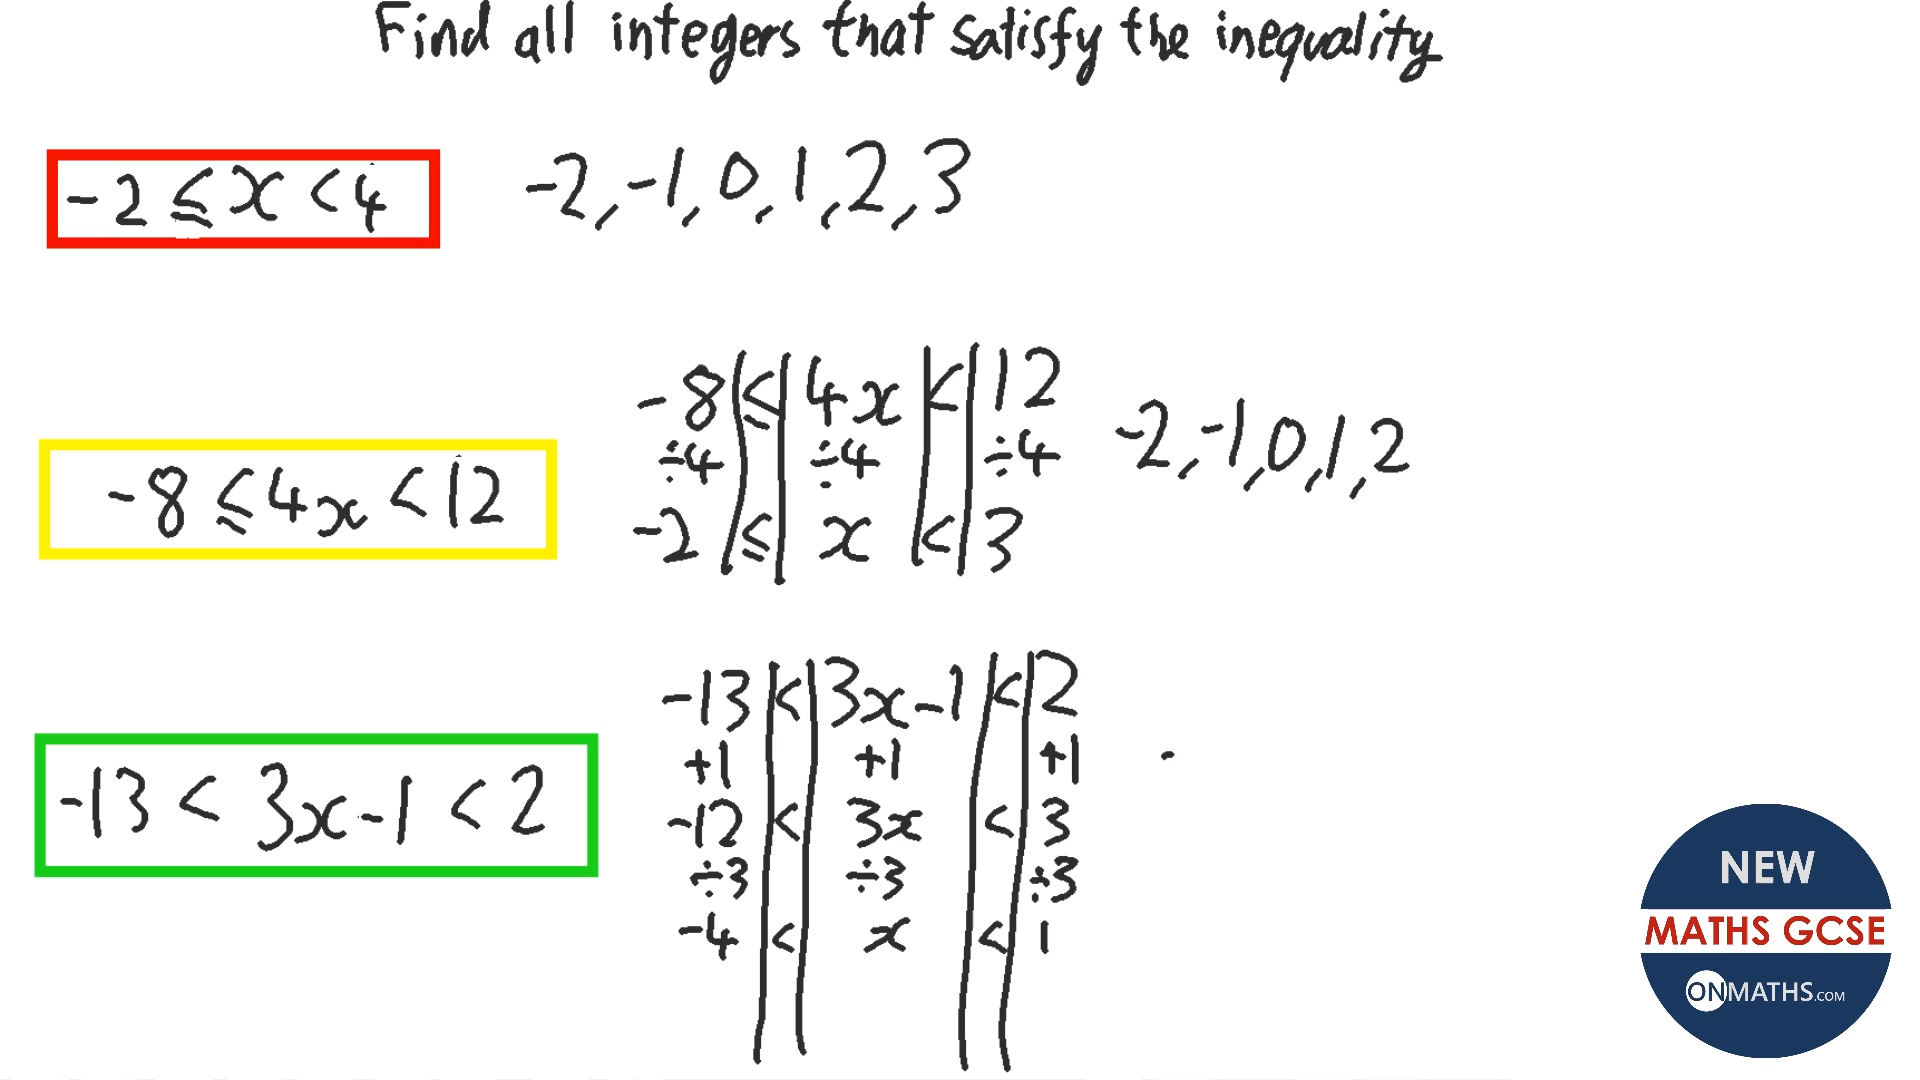 Find all integers that satisfy the inequality
-2 ≤ x < 4
-2, -1, 0, 1, 2, 3
-8 ≤ 4x < 12
-8 ≤ 4x < 12
÷4 ÷4 ÷4
-2 ≤ x < 3
-2, -1, 0, 1, 2
-13 < 3x - 1 < 2
-13 < 3x - 1 < 2
+1 +1 +1
-12 < 3x < 3
÷3 ÷3 ÷3
-4 < x < 1
NEW
MATHS GCSE
ONMATHS.COM